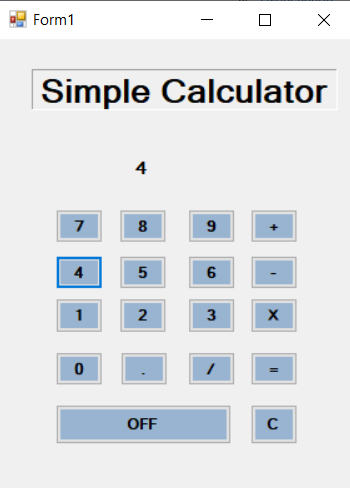 Form1
Simple Calculator
4
7 8 9 +
4 5 6 -
1 2 3 X
0 . / =
OFF C